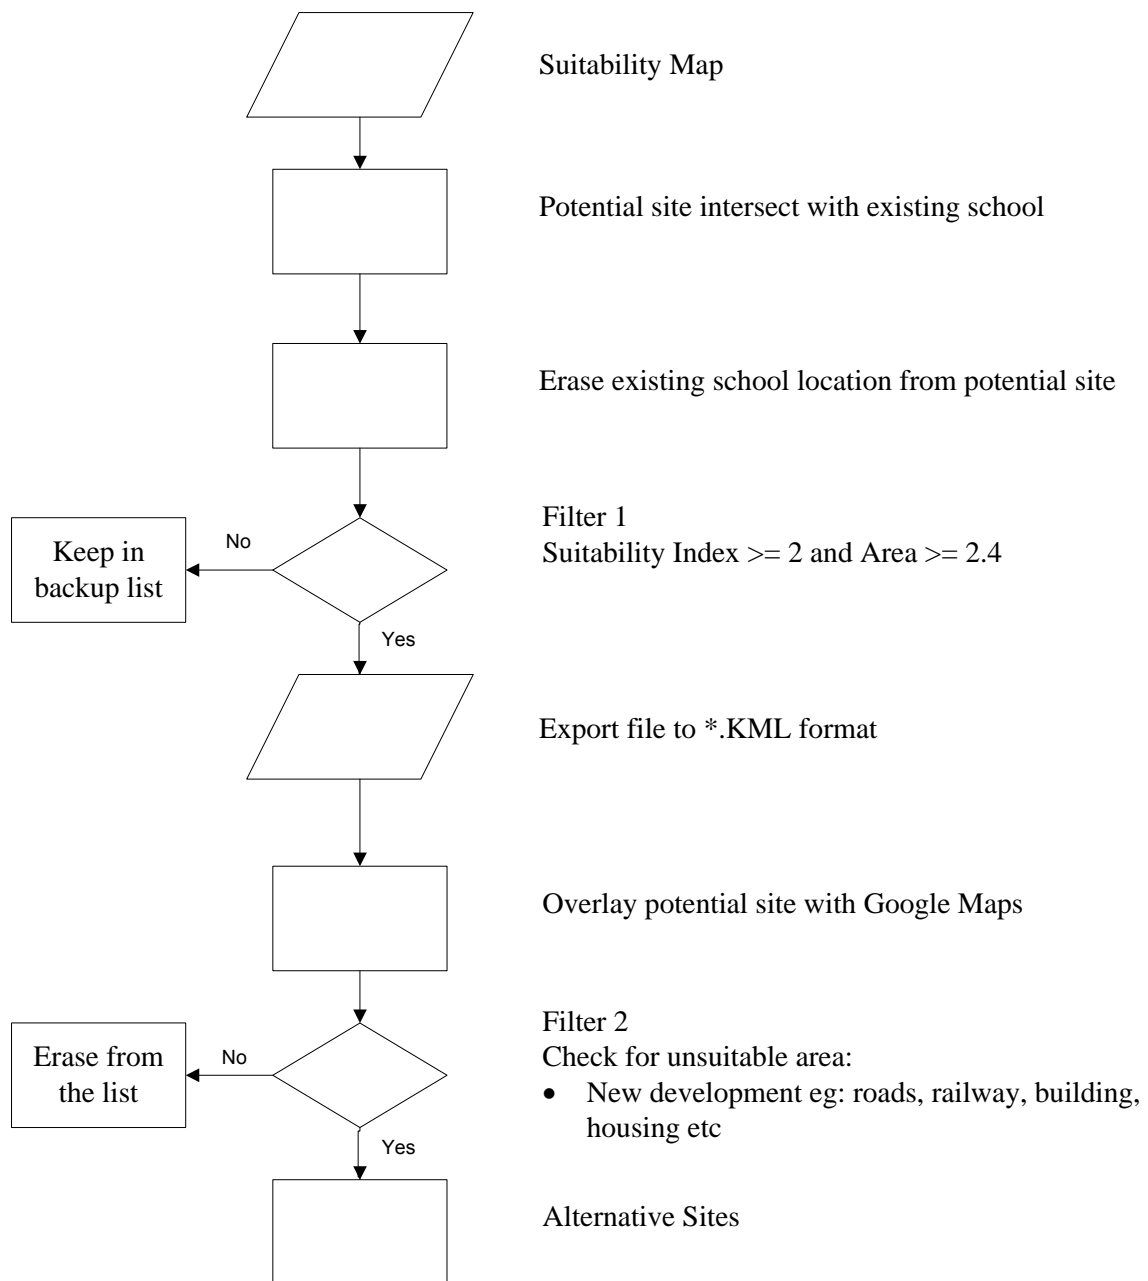 Suitability Map
Potential site intersect with existing school
Erase existing school location from potential site
Filter 1
Suitability Index >= 2 and Area >= 2.4
No
Keep in
backup list
Yes
Export file to *.KML format
Overlay potential site with Google Maps
Filter 2
Check for unsuitable area:
• New development eg: roads, railway, building,
housing etc
No
Erase from
the list
Yes
Alternative Sites